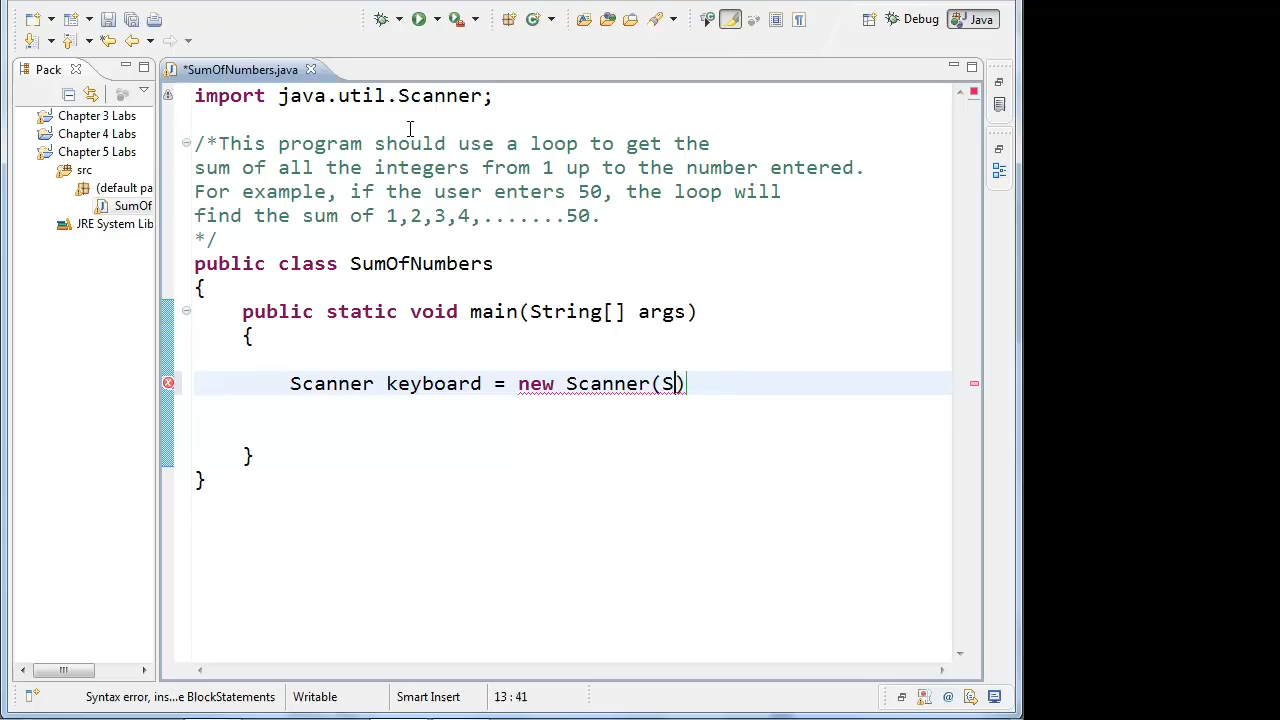 Debug
Java
Pack
*SumOfNumbers.java
Chapter 3 Labs
Chapter 4 Labs
Chapter 5 Labs
src
(default pa
SumOf
JRE System Lib
import java.util.Scanner;
/*This program should use a loop to get the
sum of all the integers from 1 up to the number entered.
For example, if the user enters 50, the loop will
find the sum of 1,2,3,4,.......50.
*/
public class SumOfNumbers
{
public static void main(String[] args)
{
Scanner keyboard = new Scanner(S)
}
}
Syntax error, ins...e BlockStatements
Writable
Smart Insert
13 : 41